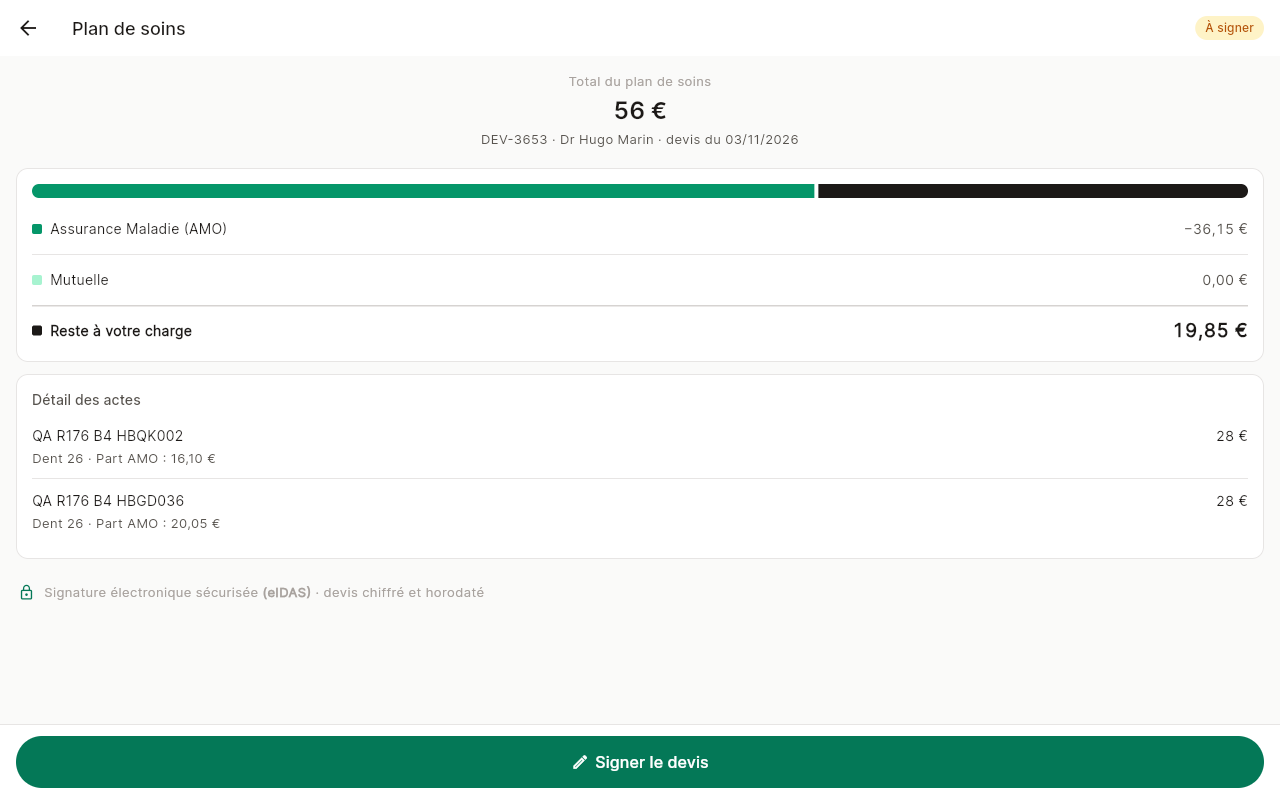 Plan de soins
À signer
Total du plan de soins
56 €
DEV-3653 · Dr Hugo Marin · devis du 03/11/2026
Assurance Maladie (AMO)
−36,15 €
Mutuelle
0,00 €
Reste à votre charge
19,85 €
Détail des actes
QA R176 B4 HBQK002
28 €
Dent 26 · Part AMO : 16,10 €
QA R176 B4 HBGD036
28 €
Dent 26 · Part AMO : 20,05 €
Signature électronique sécurisée (eIDAS) · devis chiffré et horodaté
Signer le devis